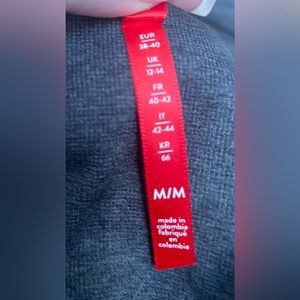 EUR
38-40
UK
12-14
FR
40-42
IT
42-44
KR
66
M/M
made in
colombia
fabriqué
en
colombie